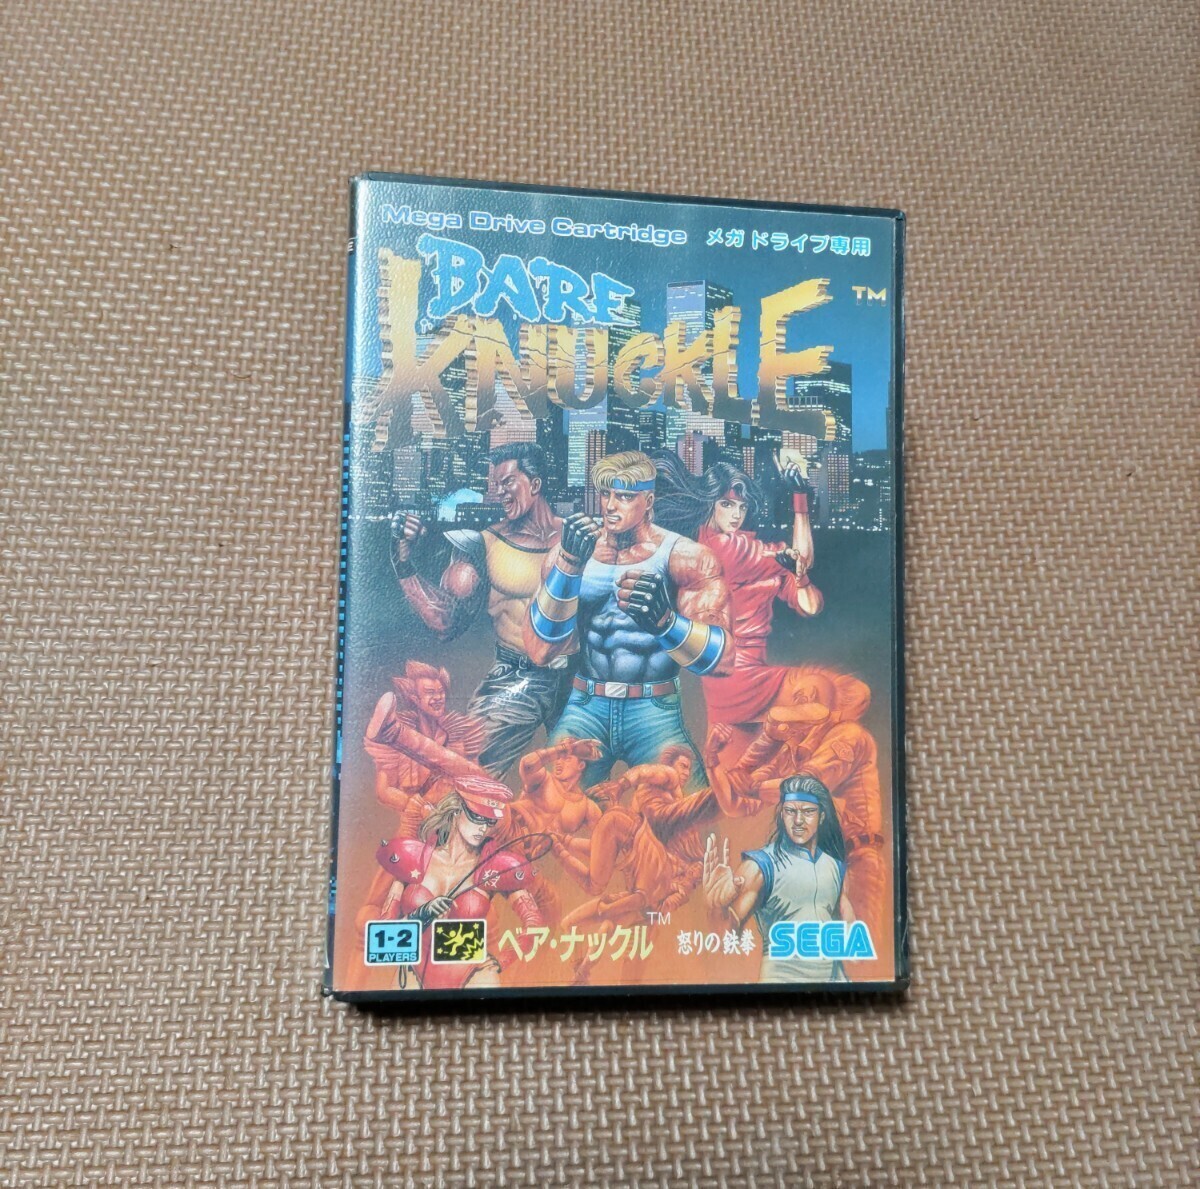 Mega Drive Cartridge メガドライブ専用
BARE
KNUCKLE TM
1-2
PLAYERS
ベア・ナックル TM 怒りの鉄拳 SEGA